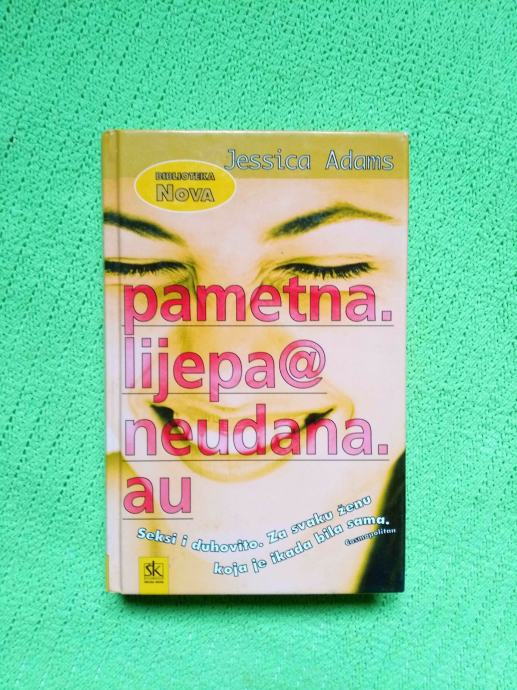 Jessica Adams
BIBLIOTEKA
NOVA
pametna.
lijepa@
neudana.
au
Seksi i duhovito. Za svaku ženu
koja je ikada bila sama.
Cosmopolitan
ŠK